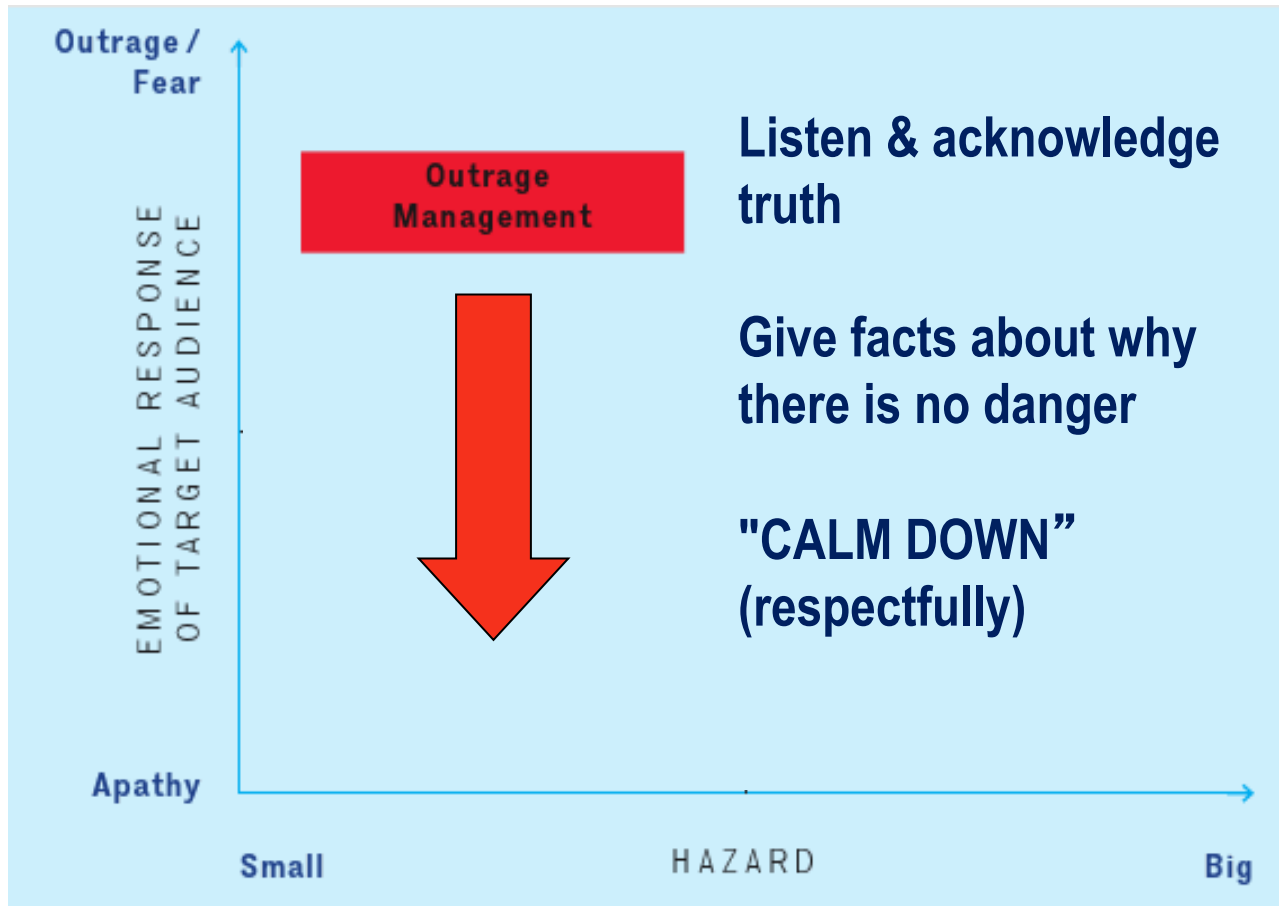 Outrage /
Fear
Outrage
Management
Listen & acknowledge
truth
Give facts about why
there is no danger
"CALM DOWN”
(respectfully)
EMOTIONAL RESPONSE
OF TARGET AUDIENCE
Apathy
Small
HAZARD
Big